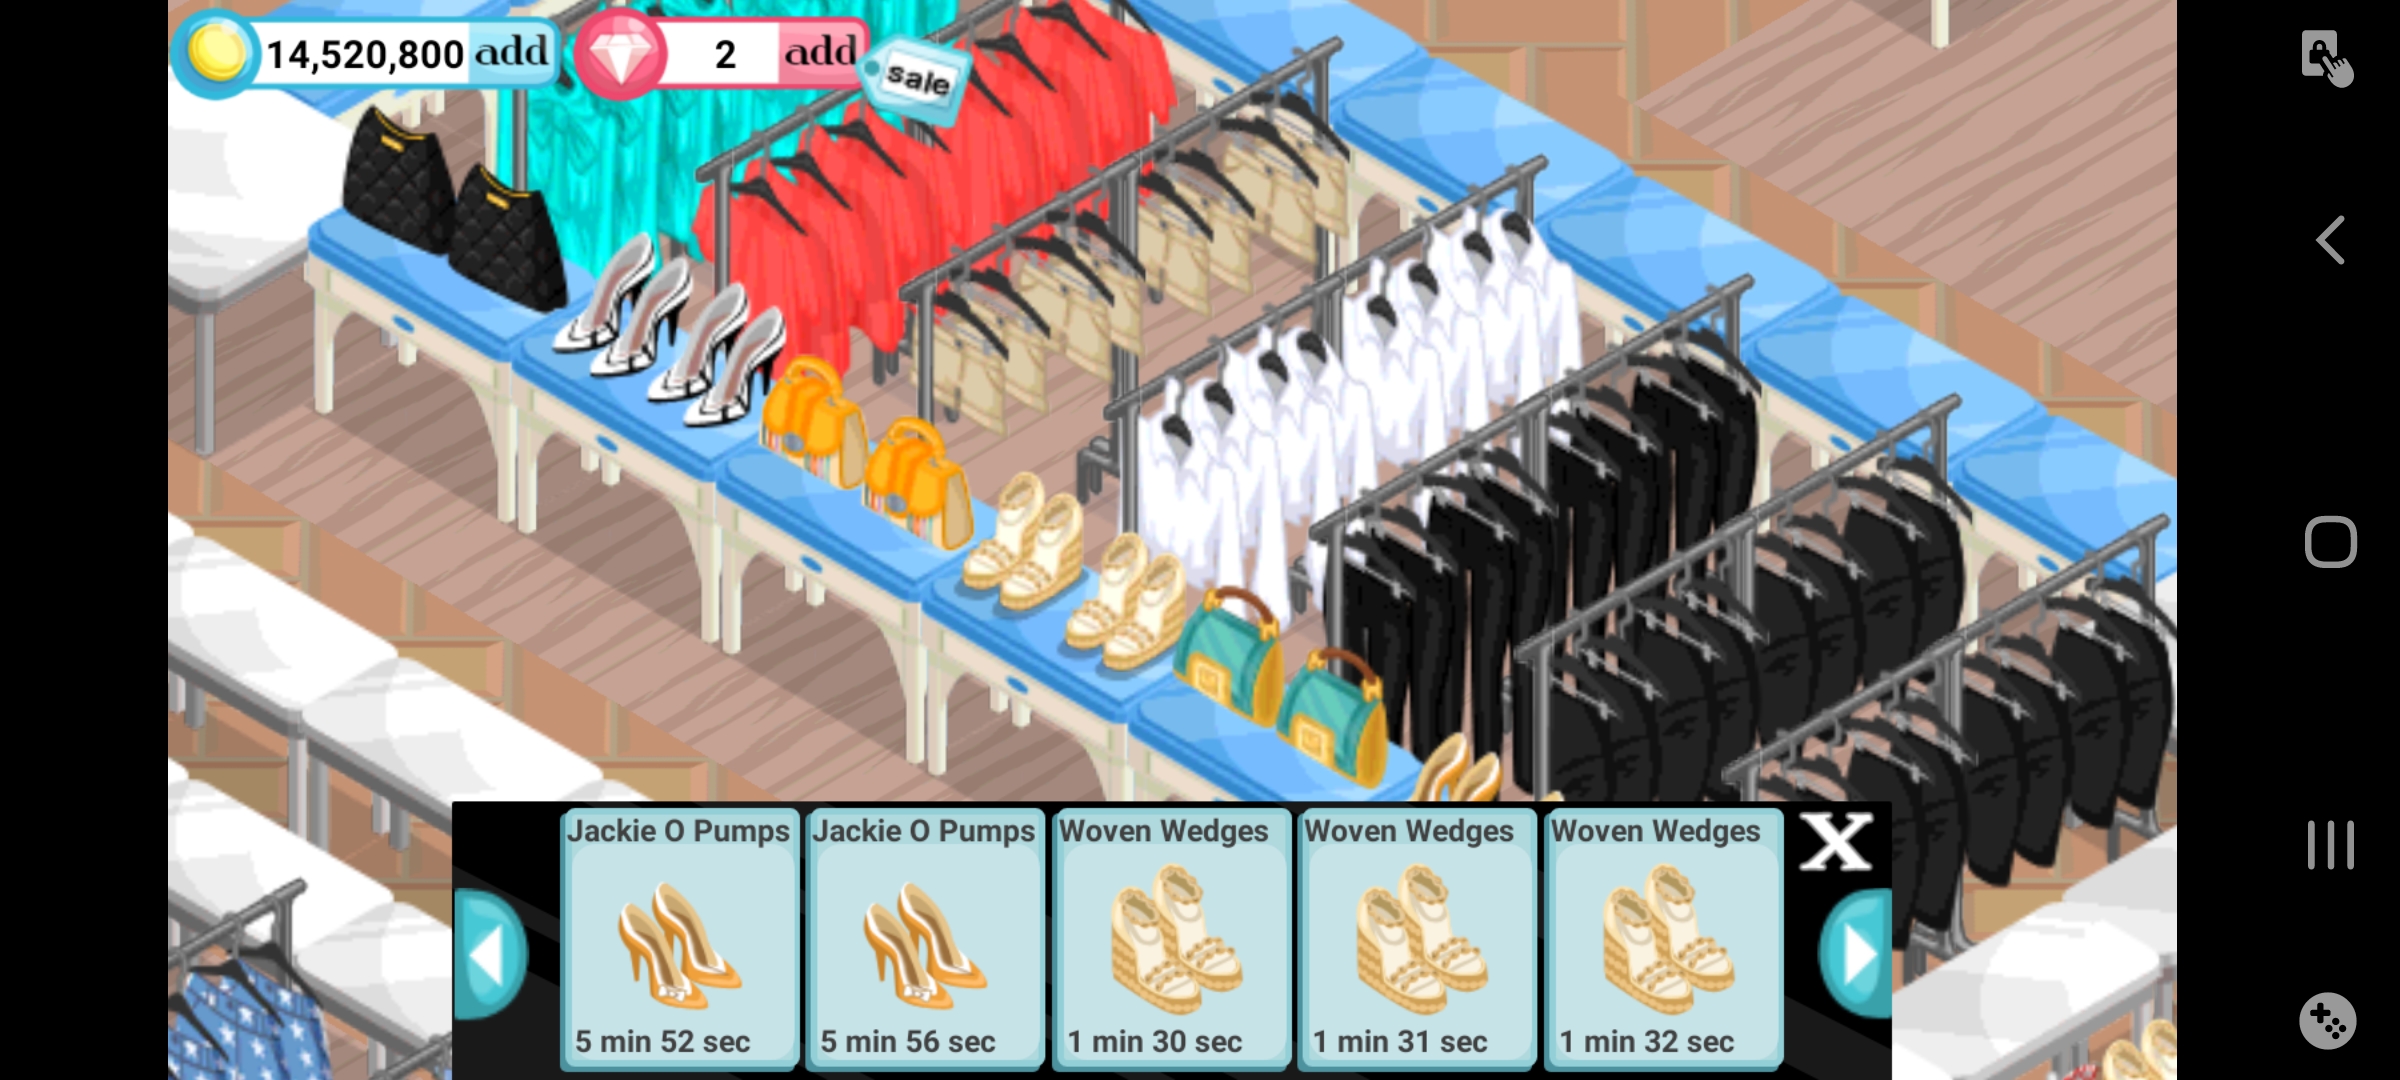 14,520,800 add
2 add
sale
Jackie O Pumps
5 min 52 sec
Jackie O Pumps
5 min 56 sec
Woven Wedges
1 min 30 sec
Woven Wedges
1 min 31 sec
Woven Wedges
1 min 32 sec
X